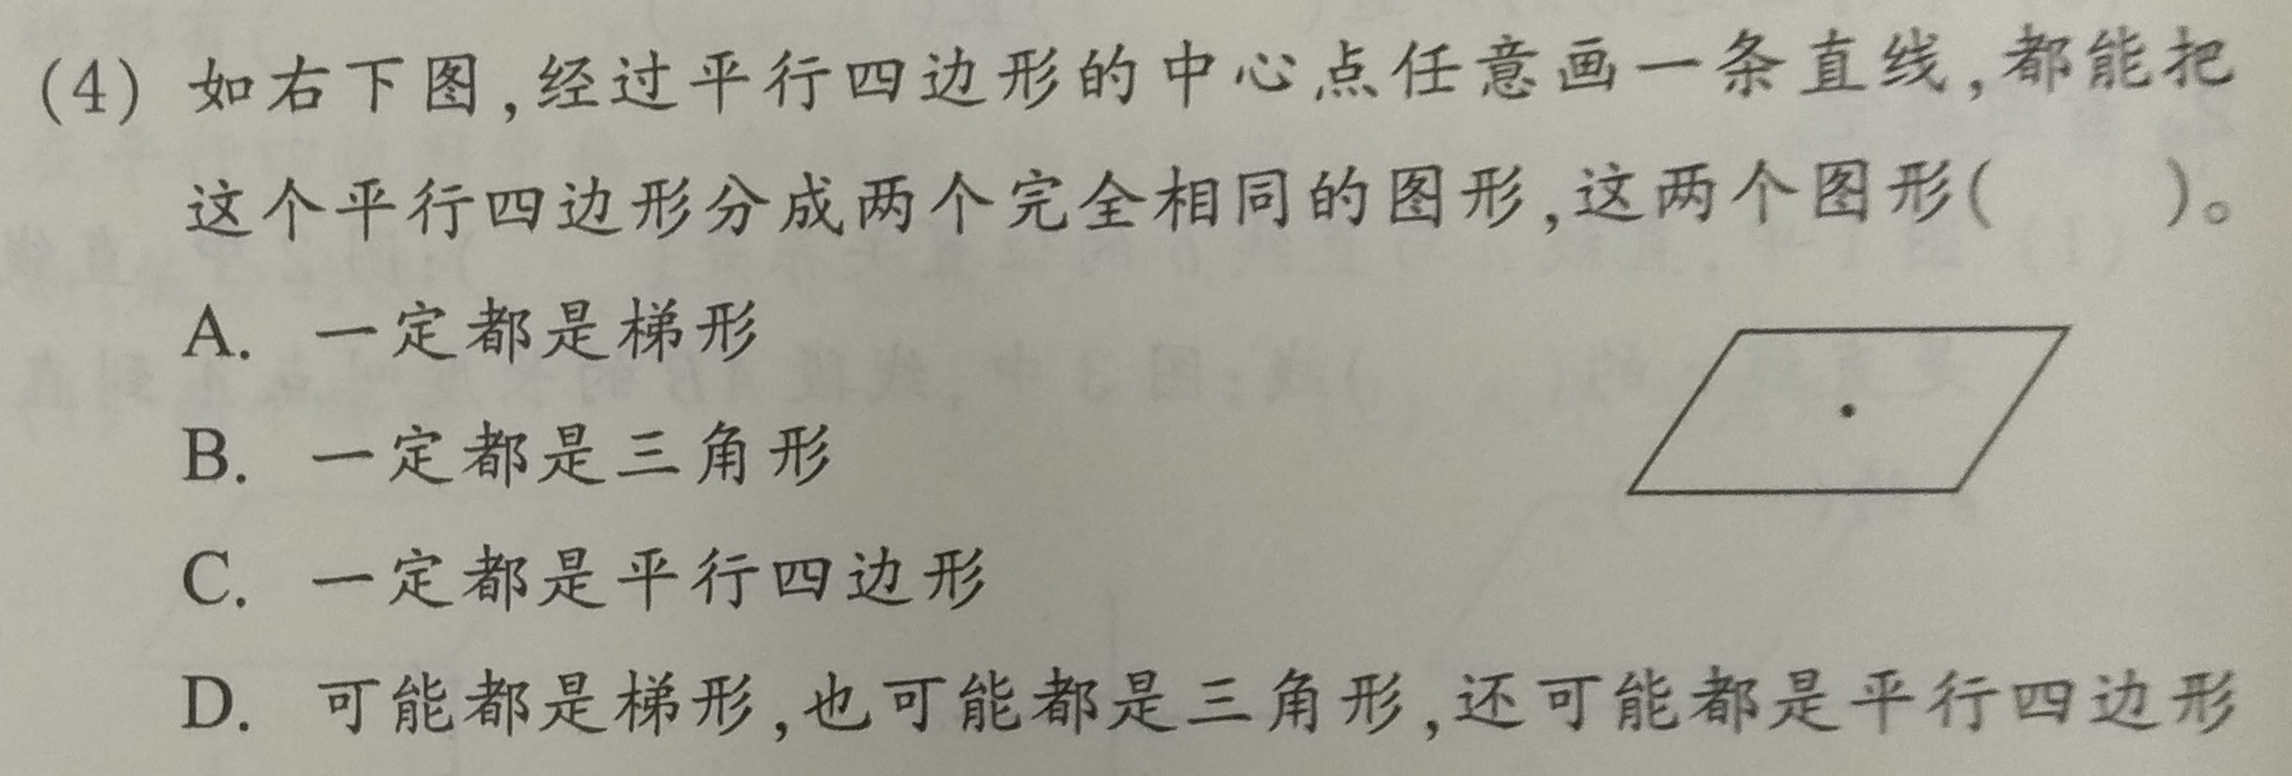 (4) 如右下图,经过平行四边形的中心点任意画一条直线,都能把
这个平行四边形分成两个完全相同的图形,这两个图形( )。
A. 一定都是梯形
B. 一定都是三角形
C. 一定都是平行四边形
D. 可能都是梯形,也可能都是三角形,还可能都是平行四边形